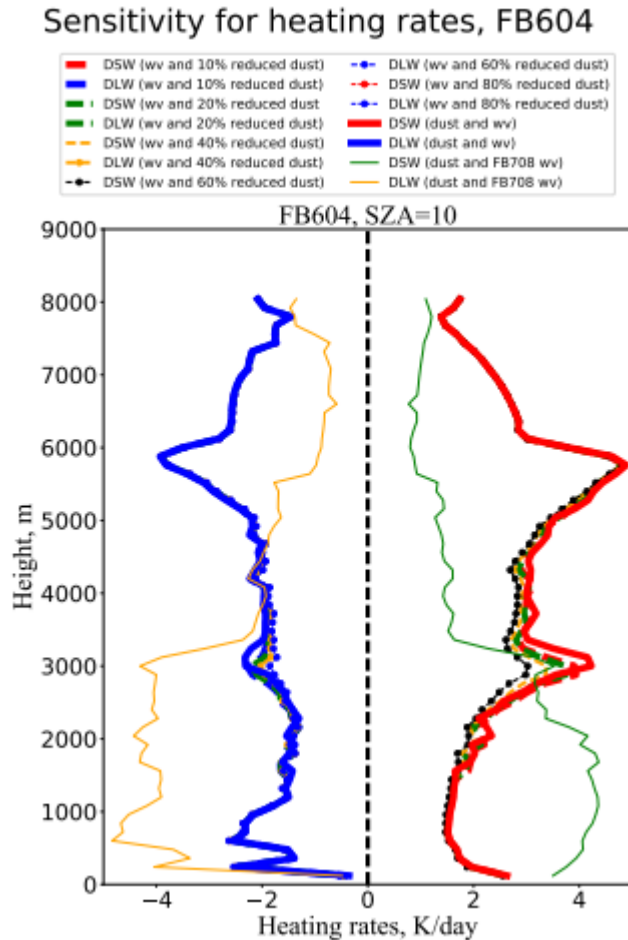 Sensitivity for heating rates, FB604
DSW (wv and 10% reduced dust)
DLW (wv and 10% reduced dust)
DSW (wv and 20% reduced dust
DLW (wv and 20% reduced dust)
DSW (wv and 40% reduced dust)
DLW (wv and 40% reduced dust)
DSW (wv and 60% reduced dust)
DLW (wv and 60% reduced dust)
DSW (wv and 80% reduced dust)
DLW (wv and 80% reduced dust)
DSW (dust and wv)
DLW (dust and wv)
DSW (dust and FB708 wv)
DLW (dust and FB708 wv)
FB604, SZA=10
9000
8000
7000
6000
5000
4000
3000
2000
1000
0
Height, m
−4
−2
0
2
4
Heating rates, K/day